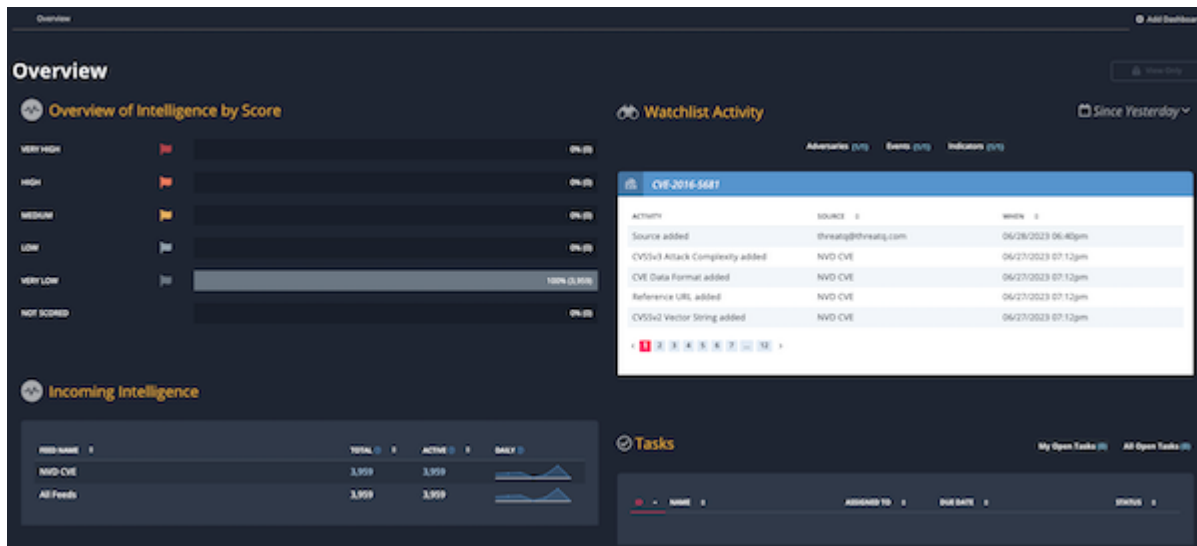 Overview
Add Dashboar
Overview
View Only
Overview of Intelligence by Score
VERY HIGH 0% (0)
HIGH 0% (0)
MEDIUM 0% (0)
LOW 0% (0)
VERY LOW 100% (3,959)
NOT SCORED 0% (0)
Incoming Intelligence
FEED NAME TOTAL ACTIVE DAILY
NVD CVE 3,959 3,959
All Feeds 3,959 3,959
Watchlist Activity Since Yesterday
Adversaries Events Indicators
CVE-2016-5681
ACTIVITY SOURCE WHEN
Source added threatq@threatq.com 06/28/2023 06:40pm
CVSSv3 Attack Complexity added NVD CVE 06/27/2023 07:12pm
CVE Data Format added NVD CVE 06/27/2023 07:12pm
Reference URL added NVD CVE 06/27/2023 07:12pm
CVSSv2 Vector String added NVD CVE 06/27/2023 07:12pm
‹ 1 2 3 4 5 6 7 ... 12 ›
Tasks
My Open Tasks (0) All Open Tasks (0)
ID NAME ASSIGNED TO DUE DATE STATUS